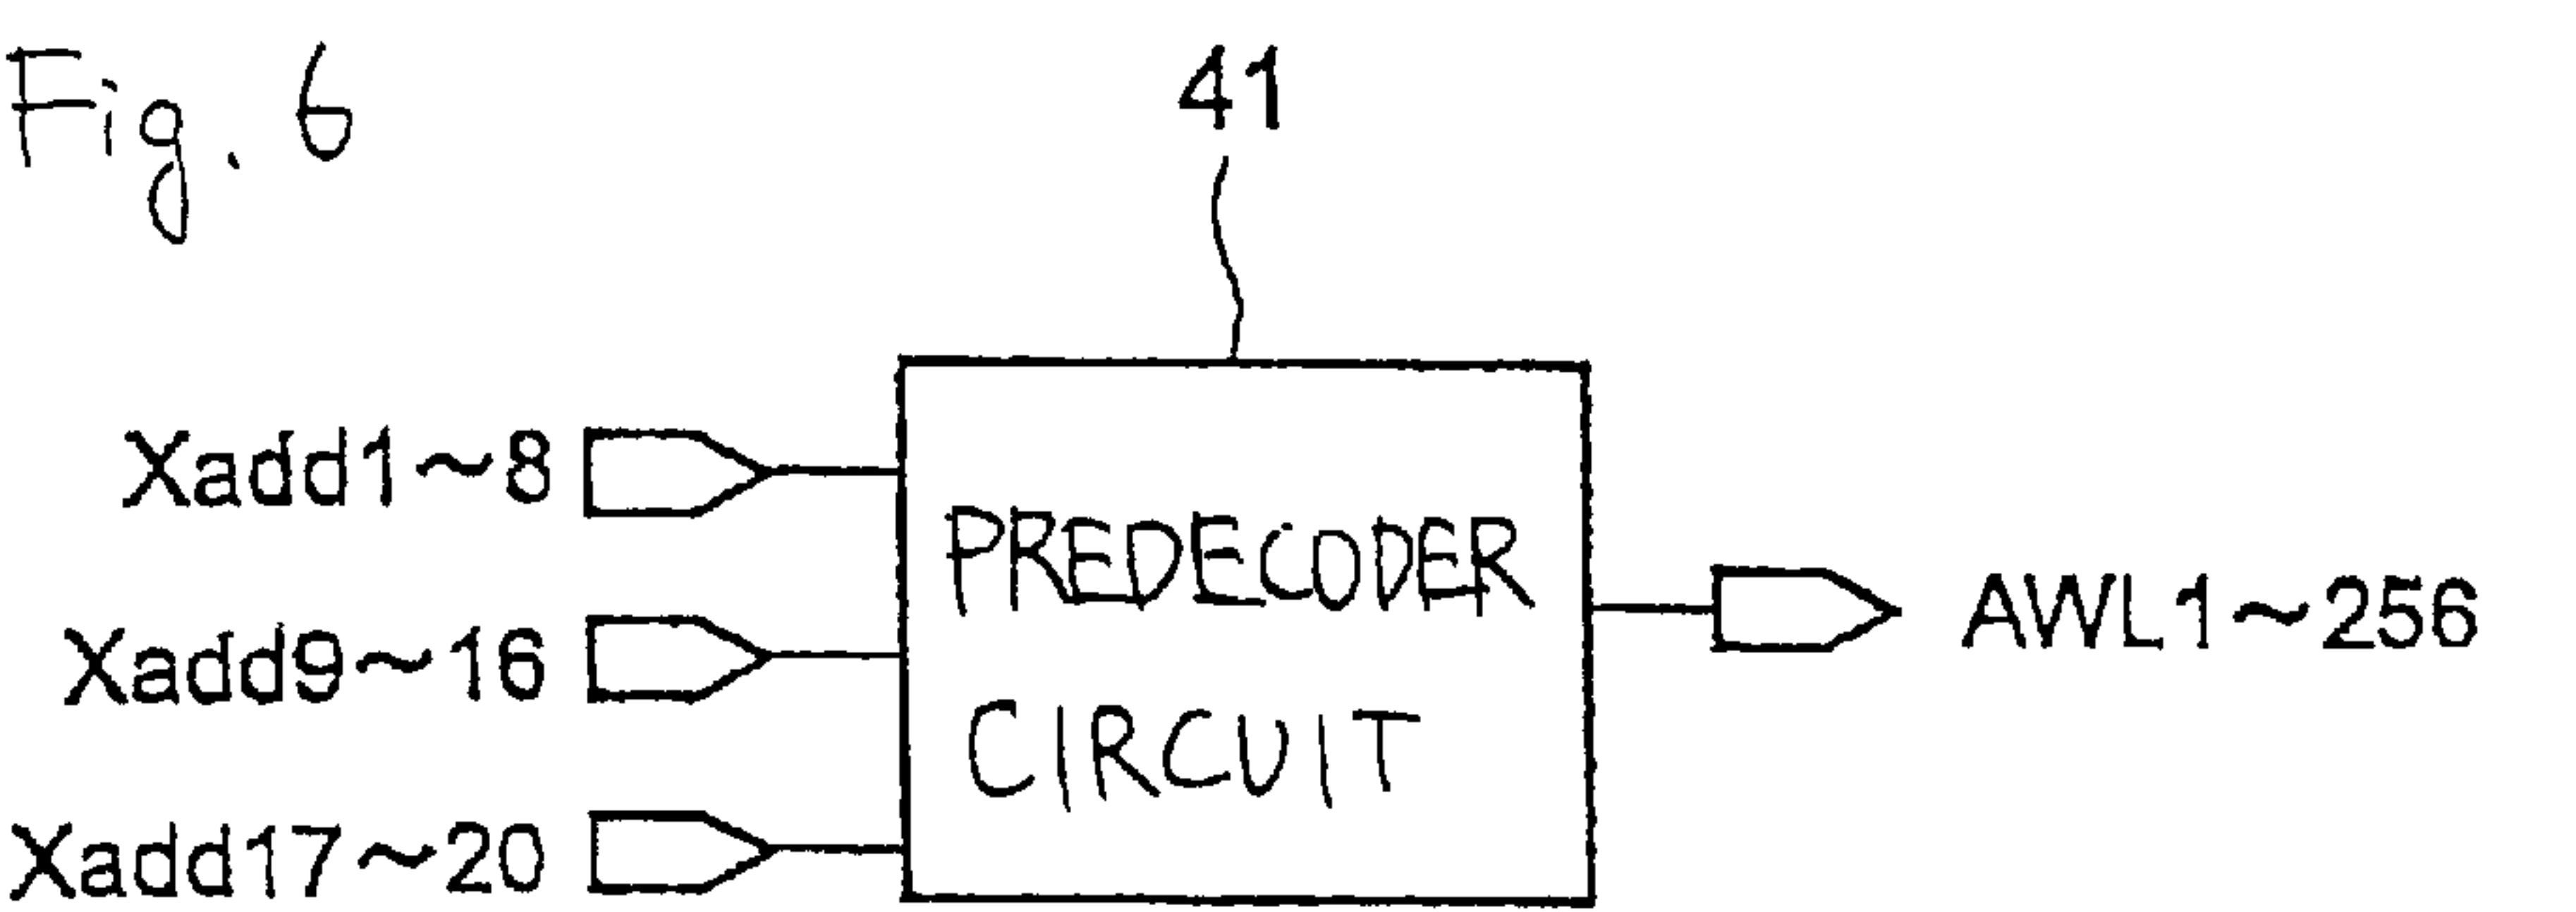 Fig. 6
41
Xadd1~8
Xadd9~16
Xadd17~20
PREDECODER
CIRCUIT
AWL1~256